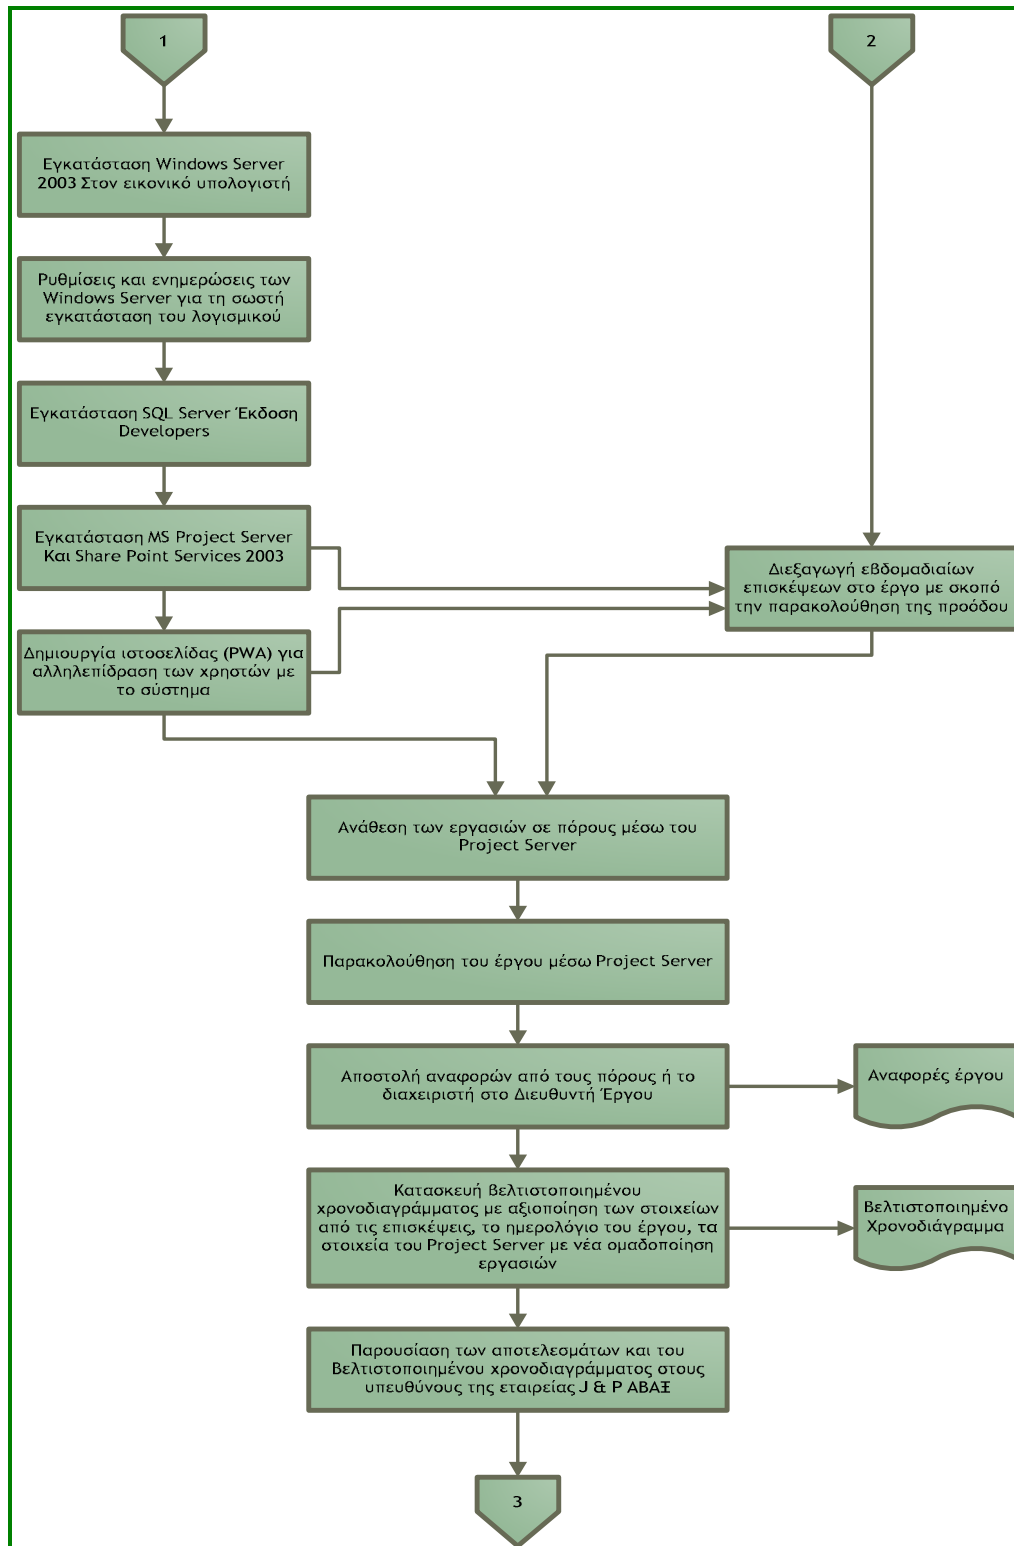 1
2
Εγκατάσταση Windows Server
2003 Στον εικονικό υπολογιστή
Ρυθμίσεις και ενημερώσεις των
Windows Server για τη σωστή
εγκατάσταση του λογισμικού
Εγκατάσταση SQL Server Έκδοση
Developers
Εγκατάσταση MS Project Server
Και Share Point Services 2003
Διεξαγωγή εβδομαδιαίων
επισκέψεων στο έργο με σκοπό
την παρακολούθηση της προόδου
Δημιουργία ιστοσελίδας (PWA) για
αλληλεπίδραση των χρηστών με
το σύστημα
Ανάθεση των εργασιών σε πόρους μέσω του
Project Server
Παρακολούθηση του έργου μέσω Project Server
Αποστολή αναφορών από τους πόρους ή το
διαχειριστή στο Διευθυντή Έργου
Αναφορές έργου
Κατασκευή βελτιστοποιημένου
χρονοδιαγράμματος με αξιοποίηση των στοιχείων
από τις επισκέψεις, το ημερολόγιο του έργου, τα
στοιχεία του Project Server με νέα ομαδοποίηση
εργασιών
Βελτιστοποιημένο
Χρονοδιάγραμμα
Παρουσίαση των αποτελεσμάτων και του
Βελτιστοποιημένου χρονοδιαγράμματος στους
υπευθύνους της εταιρείας J & P ΑΒΑΞ
3